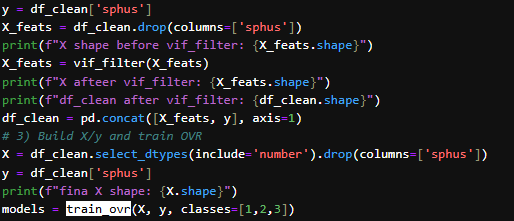 y = df_clean['sphus']
X_feats = df_clean.drop(columns=['sphus'])
print(f"X shape before vif_filter: {X_feats.shape}")
X_feats = vif_filter(X_feats)
print(f"X afteer vif_filter: {X_feats.shape}")
print(f"df_clean after vif_filter: {df_clean.shape}")
df_clean = pd.concat([X_feats, y], axis=1)
# 3) Build X/y and train OVR
X = df_clean.select_dtypes(include='number').drop(columns=['sphus'])
y = df_clean['sphus']
print(f"fina X shape: {X.shape}")
models = train_ovr(X, y, classes=[1,2,3])